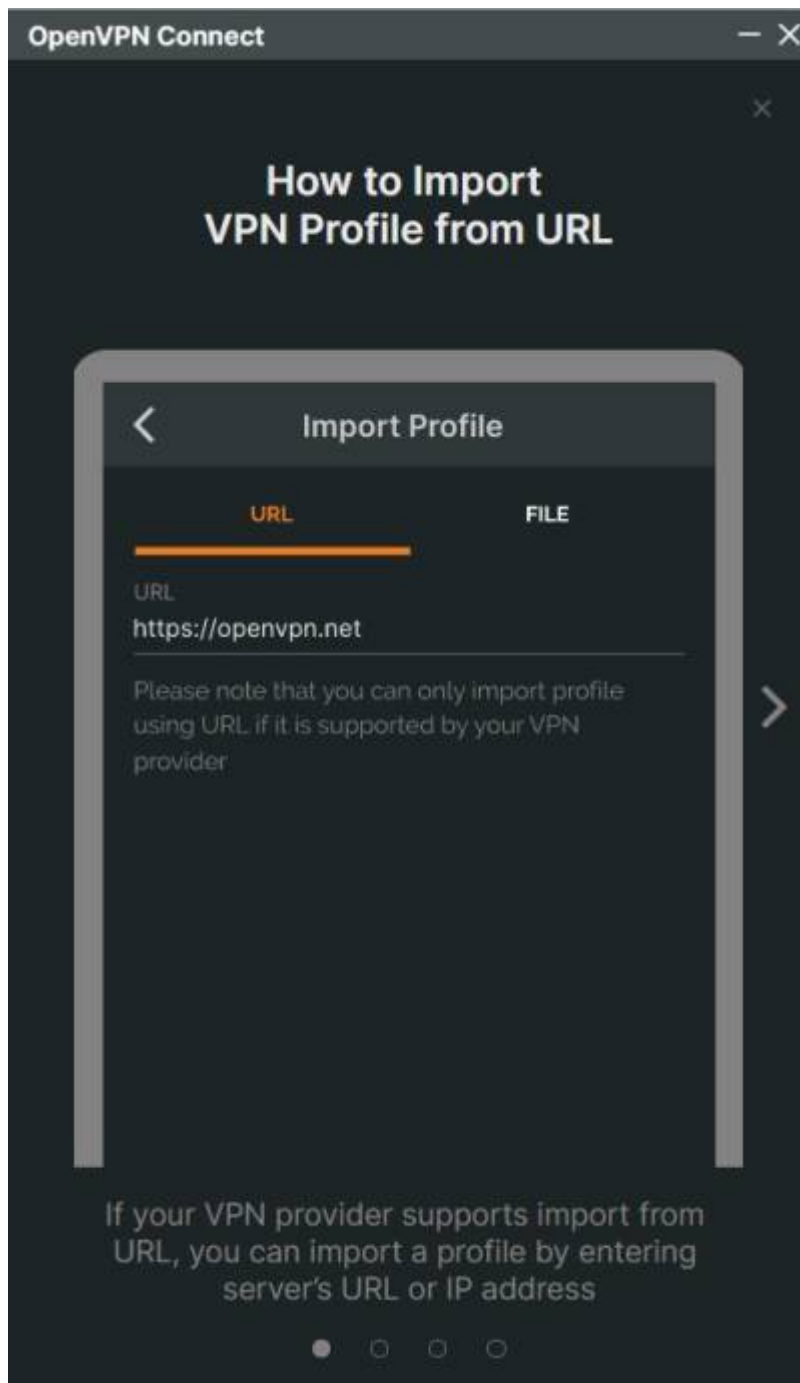 OpenVPN Connect
How to Import
VPN Profile from URL
Import Profile
URL
FILE
URL
https://openvpn.net
Please note that you can only import profile
using URL if it is supported by your VPN
provider
If your VPN provider supports import from
URL, you can import a profile by entering
server's URL or IP address